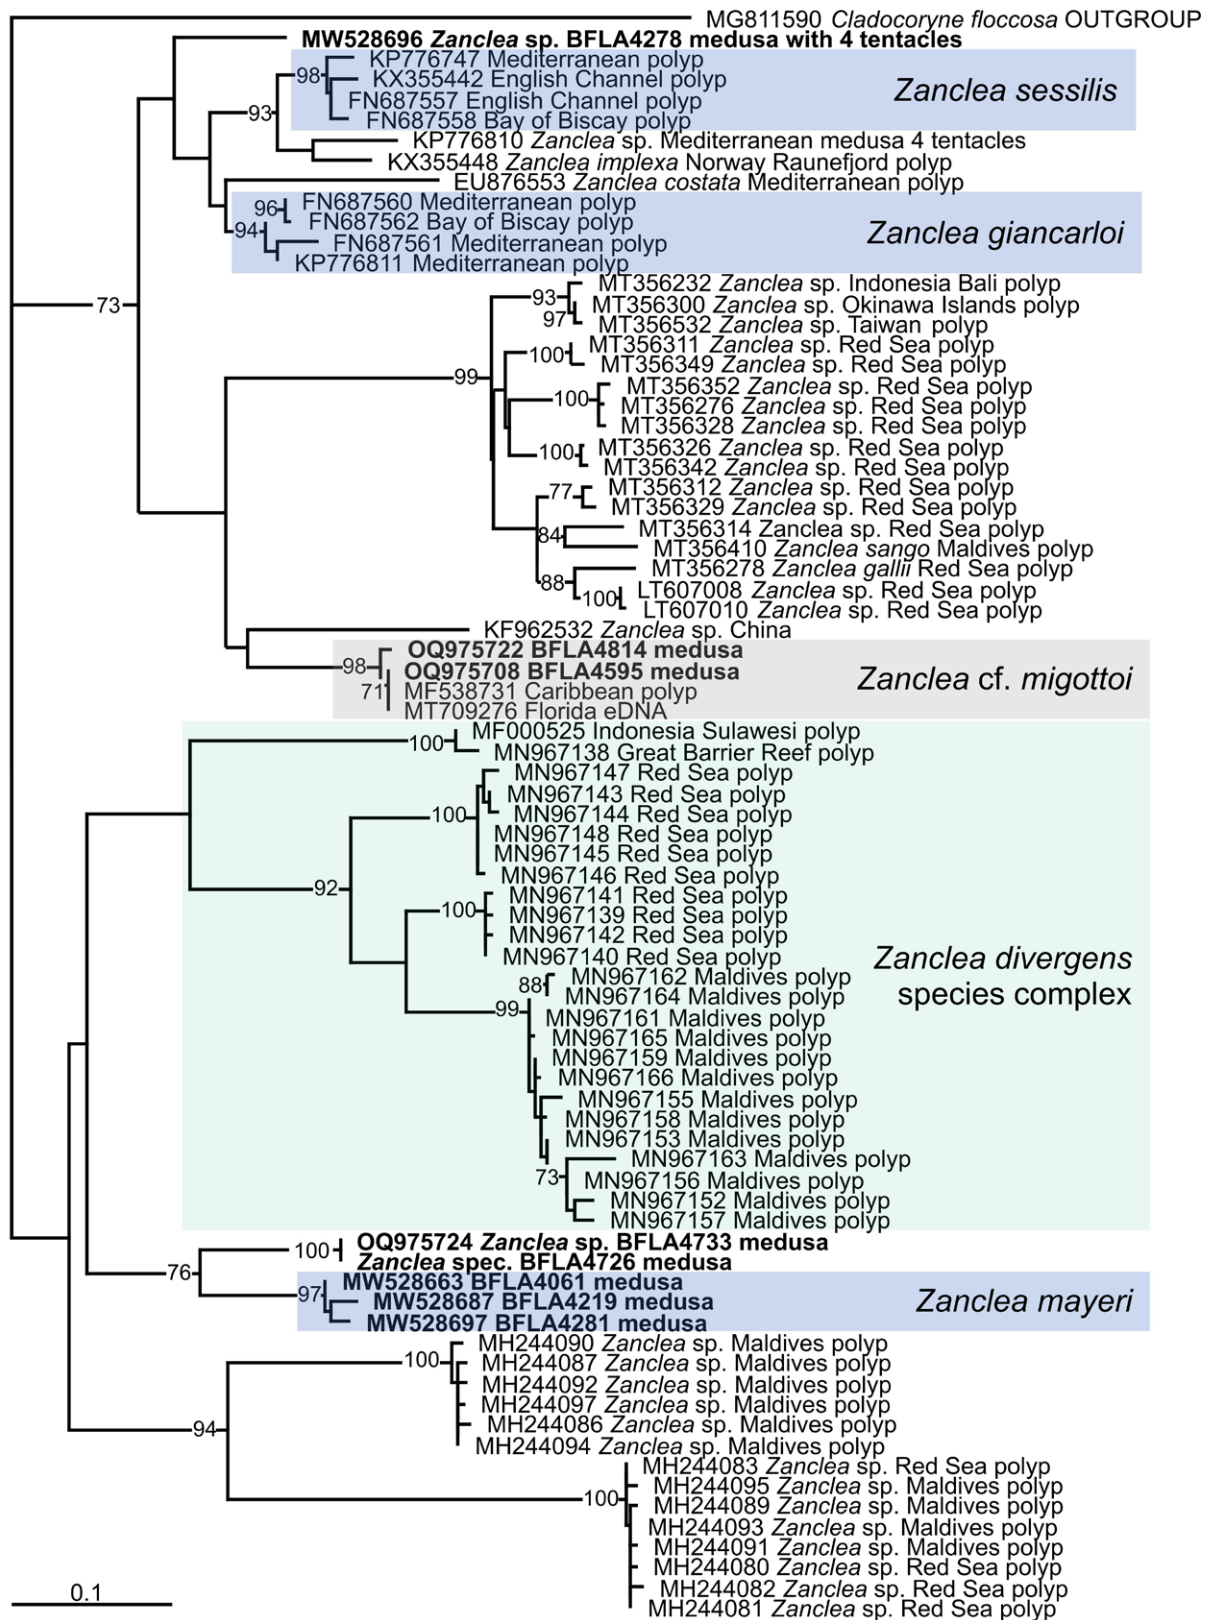 MG811590 Cladocoryne floccosa OUTGROUP
MW528696 Zanclea sp. BFLA4278 medusa with 4 tentacles
98
KP776747 Mediterranean polyp
KX355442 English Channel polyp
FN687557 English Channel polyp
FN687558 Bay of Biscay polyp
Zanclea sessilis
93
KP776810 Zanclea sp. Mediterranean medusa 4 tentacles
KX355448 Zanclea implexa Norway Raunefjord polyp
EU876553 Zanclea costata Mediterranean polyp
96
FN687560 Mediterranean polyp
FN687562 Bay of Biscay polyp
94
FN687561 Mediterranean polyp
KP776811 Mediterranean polyp
Zanclea giancarloi
73
93
MT356232 Zanclea sp. Indonesia Bali polyp
MT356300 Zanclea sp. Okinawa Islands polyp
97
MT356532 Zanclea sp. Taiwan polyp
100
MT356311 Zanclea sp. Red Sea polyp
MT356349 Zanclea sp. Red Sea polyp
99
MT356352 Zanclea sp. Red Sea polyp
100
MT356276 Zanclea sp. Red Sea polyp
MT356328 Zanclea sp. Red Sea polyp
100
MT356326 Zanclea sp. Red Sea polyp
MT356342 Zanclea sp. Red Sea polyp
77
MT356312 Zanclea sp. Red Sea polyp
MT356329 Zanclea sp. Red Sea polyp
84
MT356314 Zanclea sp. Red Sea polyp
MT356410 Zanclea sango Maldives polyp
88
MT356278 Zanclea gallii Red Sea polyp
100
LT607008 Zanclea sp. Red Sea polyp
LT607010 Zanclea sp. Red Sea polyp
KF962532 Zanclea sp. China
98
OQ975722 BFLA4814 medusa
OQ975708 BFLA4595 medusa
71
MF538731 Caribbean polyp
MT709276 Florida eDNA
Zanclea cf. migottoi
100
MF000525 Indonesia Sulawesi polyp
MN967138 Great Barrier Reef polyp
MN967147 Red Sea polyp
MN967143 Red Sea polyp
100
MN967144 Red Sea polyp
MN967148 Red Sea polyp
MN967145 Red Sea polyp
MN967146 Red Sea polyp
92
MN967141 Red Sea polyp
100
MN967139 Red Sea polyp
MN967142 Red Sea polyp
MN967140 Red Sea polyp
Zanclea divergens
species complex
88
MN967162 Maldives polyp
MN967164 Maldives polyp
99
MN967161 Maldives polyp
MN967165 Maldives polyp
MN967159 Maldives polyp
MN967166 Maldives polyp
MN967155 Maldives polyp
MN967158 Maldives polyp
MN967153 Maldives polyp
MN967163 Maldives polyp
73
MN967156 Maldives polyp
MN967152 Maldives polyp
MN967157 Maldives polyp
100
OQ975724 Zanclea sp. BFLA4733 medusa
Zanclea spec. BFLA4726 medusa
76
MW528663 BFLA4061 medusa
97
MW528687 BFLA4219 medusa
MW528697 BFLA4281 medusa
Zanclea mayeri
MH244090 Zanclea sp. Maldives polyp
100
MH244087 Zanclea sp. Maldives polyp
MH244092 Zanclea sp. Maldives polyp
MH244097 Zanclea sp. Maldives polyp
MH244086 Zanclea sp. Maldives polyp
94
MH244094 Zanclea sp. Maldives polyp
MH244083 Zanclea sp. Red Sea polyp
MH244095 Zanclea sp. Maldives polyp
100
MH244089 Zanclea sp. Maldives polyp
MH244093 Zanclea sp. Maldives polyp
MH244091 Zanclea sp. Maldives polyp
MH244080 Zanclea sp. Red Sea polyp
MH244082 Zanclea sp. Red Sea polyp
MH244081 Zanclea sp. Red Sea polyp
0.1